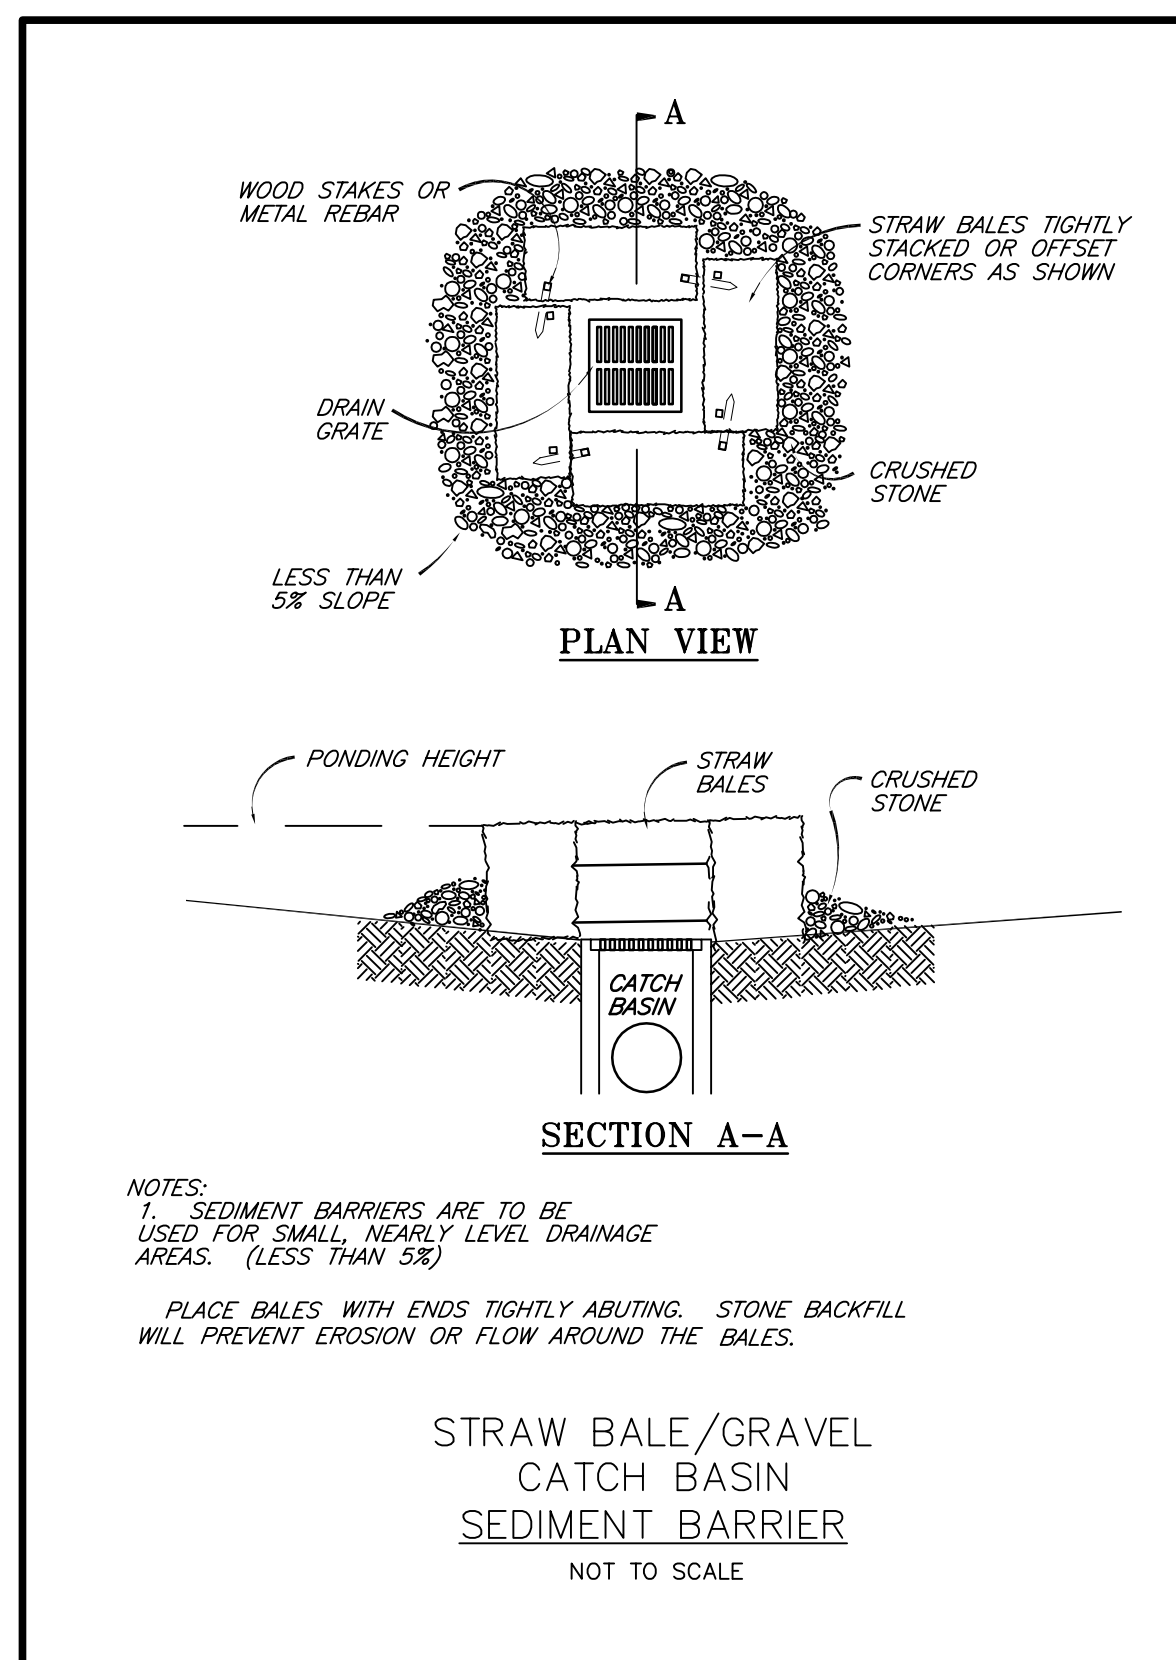 A
WOOD STAKES OR
METAL REBAR
STRAW BALES TIGHTLY
STACKED OR OFFSET
CORNERS AS SHOWN
DRAIN
GRATE
CRUSHED
STONE
LESS THAN
5% SLOPE
A
PLAN VIEW
PONDING HEIGHT
STRAW
BALES
CRUSHED
STONE
CATCH
BASIN
SECTION A-A
NOTES:
1. SEDIMENT BARRIERS ARE TO BE
USED FOR SMALL, NEARLY LEVEL DRAINAGE
AREAS. (LESS THAN 5%)
PLACE BALES WITH ENDS TIGHTLY ABUTING. STONE BACKFILL
WILL PREVENT EROSION OR FLOW AROUND THE BALES.
STRAW BALE/GRAVEL
CATCH BASIN
SEDIMENT BARRIER
NOT TO SCALE